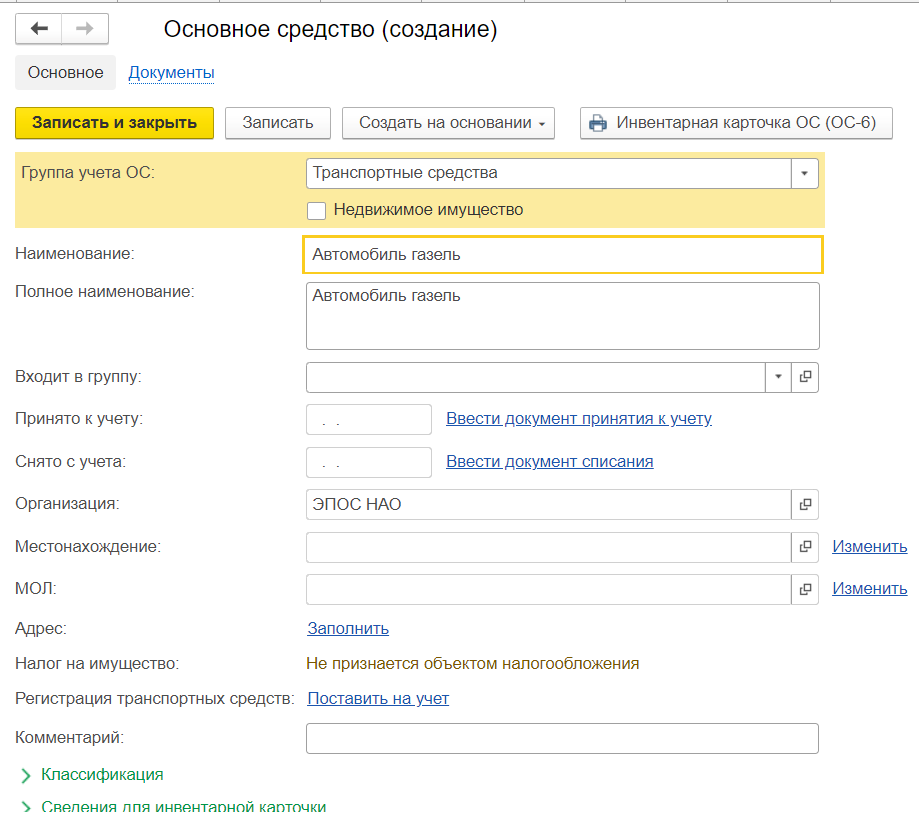 Основное средство (создание)
Основное Документы
Записать и закрыть Записать Создать на основании Инвентарная карточка ОС (ОС-6)
Группа учета ОС: Транспортные средства
Недвижимое имущество
Наименование: Автомобиль газель
Полное наименование: Автомобиль газель
Входит в группу:
Принято к учету: . . Ввести документ принятия к учету
Снято с учета: . . Ввести документ списания
Организация: ЭПОС НАО
Местонахождение: Изменить
МОЛ: Изменить
Адрес: Заполнить
Налог на имущество: Не признается объектом налогообложения
Регистрация транспортных средств: Поставить на учет
Комментарий:
Классификация
Сведения для инвентарной карточки